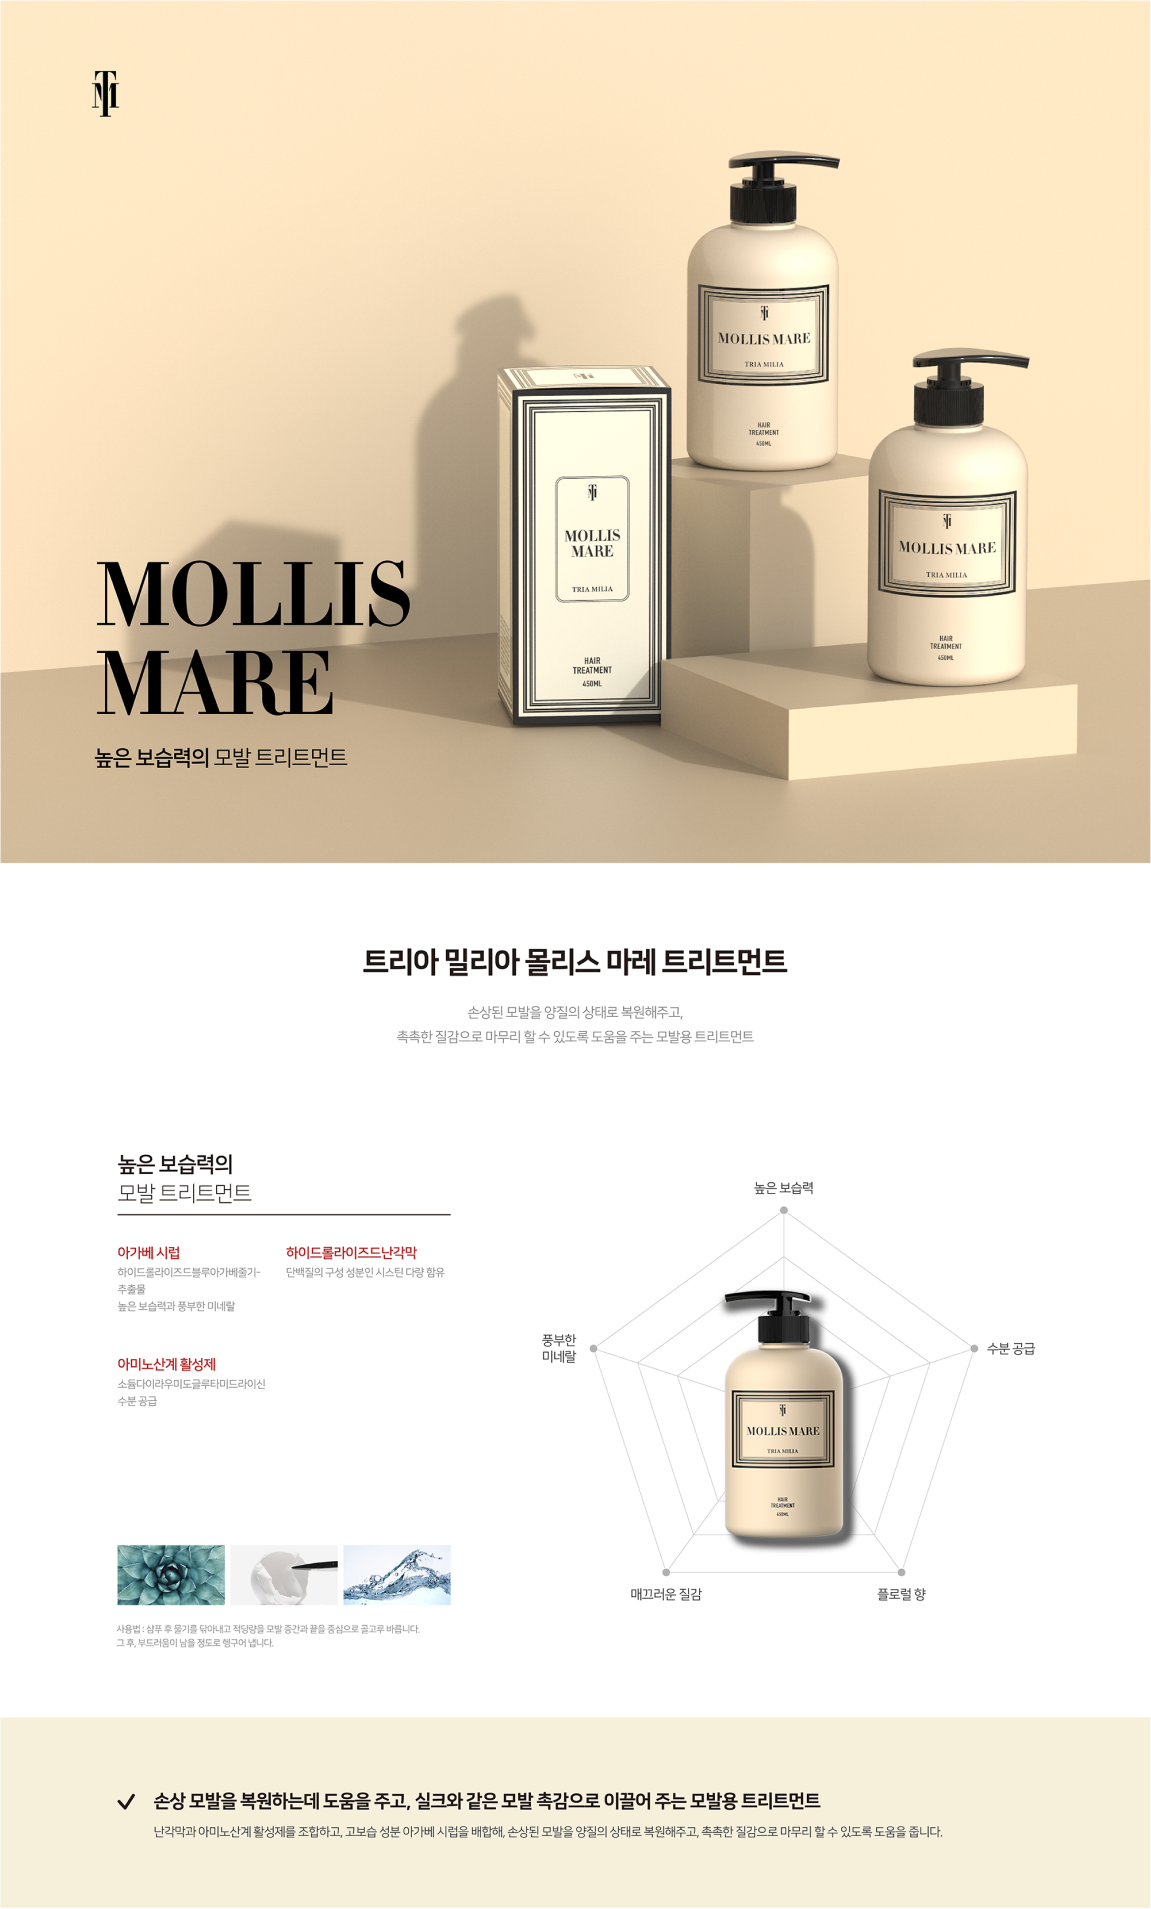 TM
MOLLIS MARE
TRIA MILIA
HAIR
TREATMENT
450ML
TM
MOLLIS
MARE
TRIA MILIA
HAIR
TREATMENT
450ML
TM
MOLLIS MARE
TRIA MILIA
HAIR
TREATMENT
450ML
MOLLIS
MARE
높은 보습력의 모발 트리트먼트
트리아 밀리아 몰리스 마레 트리트먼트
손상된 모발을 양질의 상태로 복원해주고,
촉촉한 질감으로 마무리 할 수 있도록 도움을 주는 모발용 트리트먼트
높은 보습력의
모발 트리트먼트
아가베 시럽
하이드롤라이즈드블루아가베줄기-
추출물
높은 보습력과 풍부한 미네랄
하이드롤라이즈드난각막
단백질의 구성 성분인 시스틴 다량 함유
아미노산계 활성제
소듐다이라우미도글루타미드라이신
수분 공급
높은 보습력
풍부한
미네랄
수분 공급
매끄러운 질감
플로럴 향
TM
MOLLIS MARE
TRIA MILIA
HAIR
TREATMENT
450ML
사용법 : 샴푸 후 물기를 닦아내고 적당량을 모발 중간과 끝을 중심으로 골고루 바릅니다.
그 후, 부드러움이 남을 정도로 헹구어 냅니다.
손상 모발을 복원하는데 도움을 주고, 실크와 같은 모발 촉감으로 이끌어 주는 모발용 트리트먼트
난각막과 아미노산계 활성제를 조합하고, 고보습 성분 아가베 시럽을 배합해, 손상된 모발을 양질의 상태로 복원해주고, 촉촉한 질감으로 마무리 할 수 있도록 도움을 줍니다.